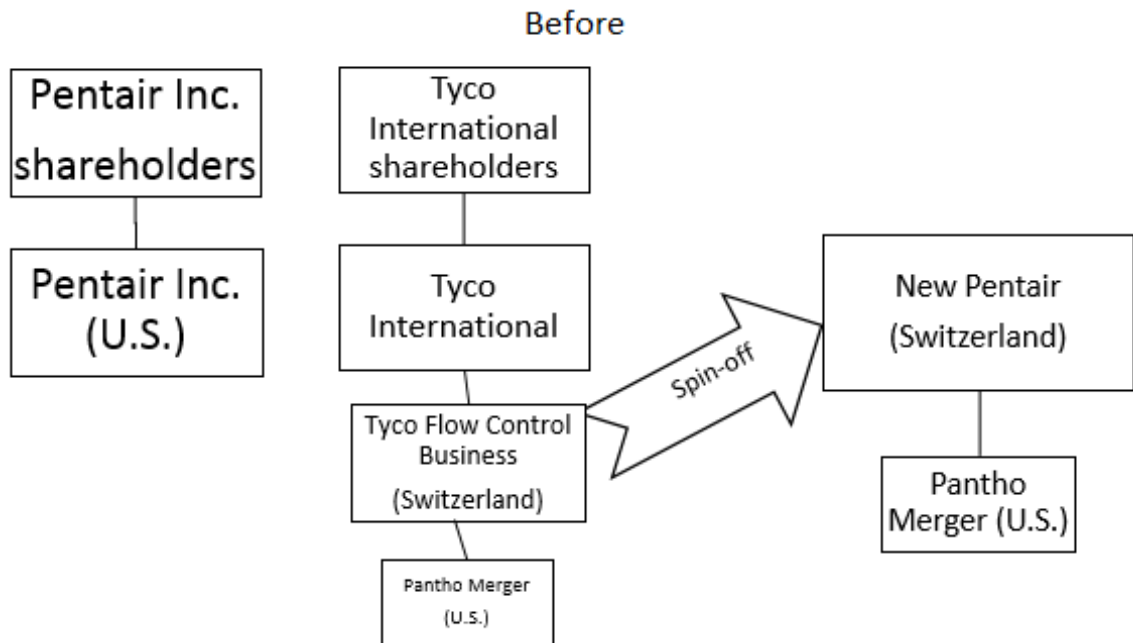 Before
Pentair Inc.
shareholders
Pentair Inc.
(U.S.)
Tyco
International
shareholders
Tyco
International
Tyco Flow Control
Business
(Switzerland)
Pantho Merger
(U.S.)
Spin-off
New Pentair
(Switzerland)
Pantho
Merger (U.S.)